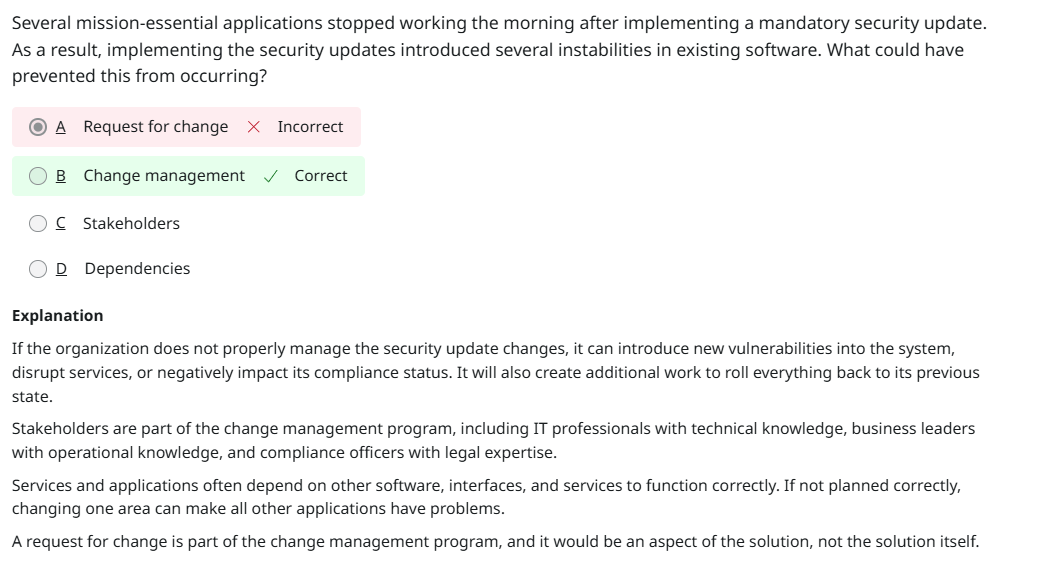 Several mission-essential applications stopped working the morning after implementing a mandatory security update.
As a result, implementing the security updates introduced several instabilities in existing software. What could have
prevented this from occurring?
A Request for change Incorrect
B Change management Correct
C Stakeholders
D Dependencies
Explanation
If the organization does not properly manage the security update changes, it can introduce new vulnerabilities into the system,
disrupt services, or negatively impact its compliance status. It will also create additional work to roll everything back to its previous
state.
Stakeholders are part of the change management program, including IT professionals with technical knowledge, business leaders
with operational knowledge, and compliance officers with legal expertise.
Services and applications often depend on other software, interfaces, and services to function correctly. If not planned correctly,
changing one area can make all other applications have problems.
A request for change is part of the change management program, and it would be an aspect of the solution, not the solution itself.